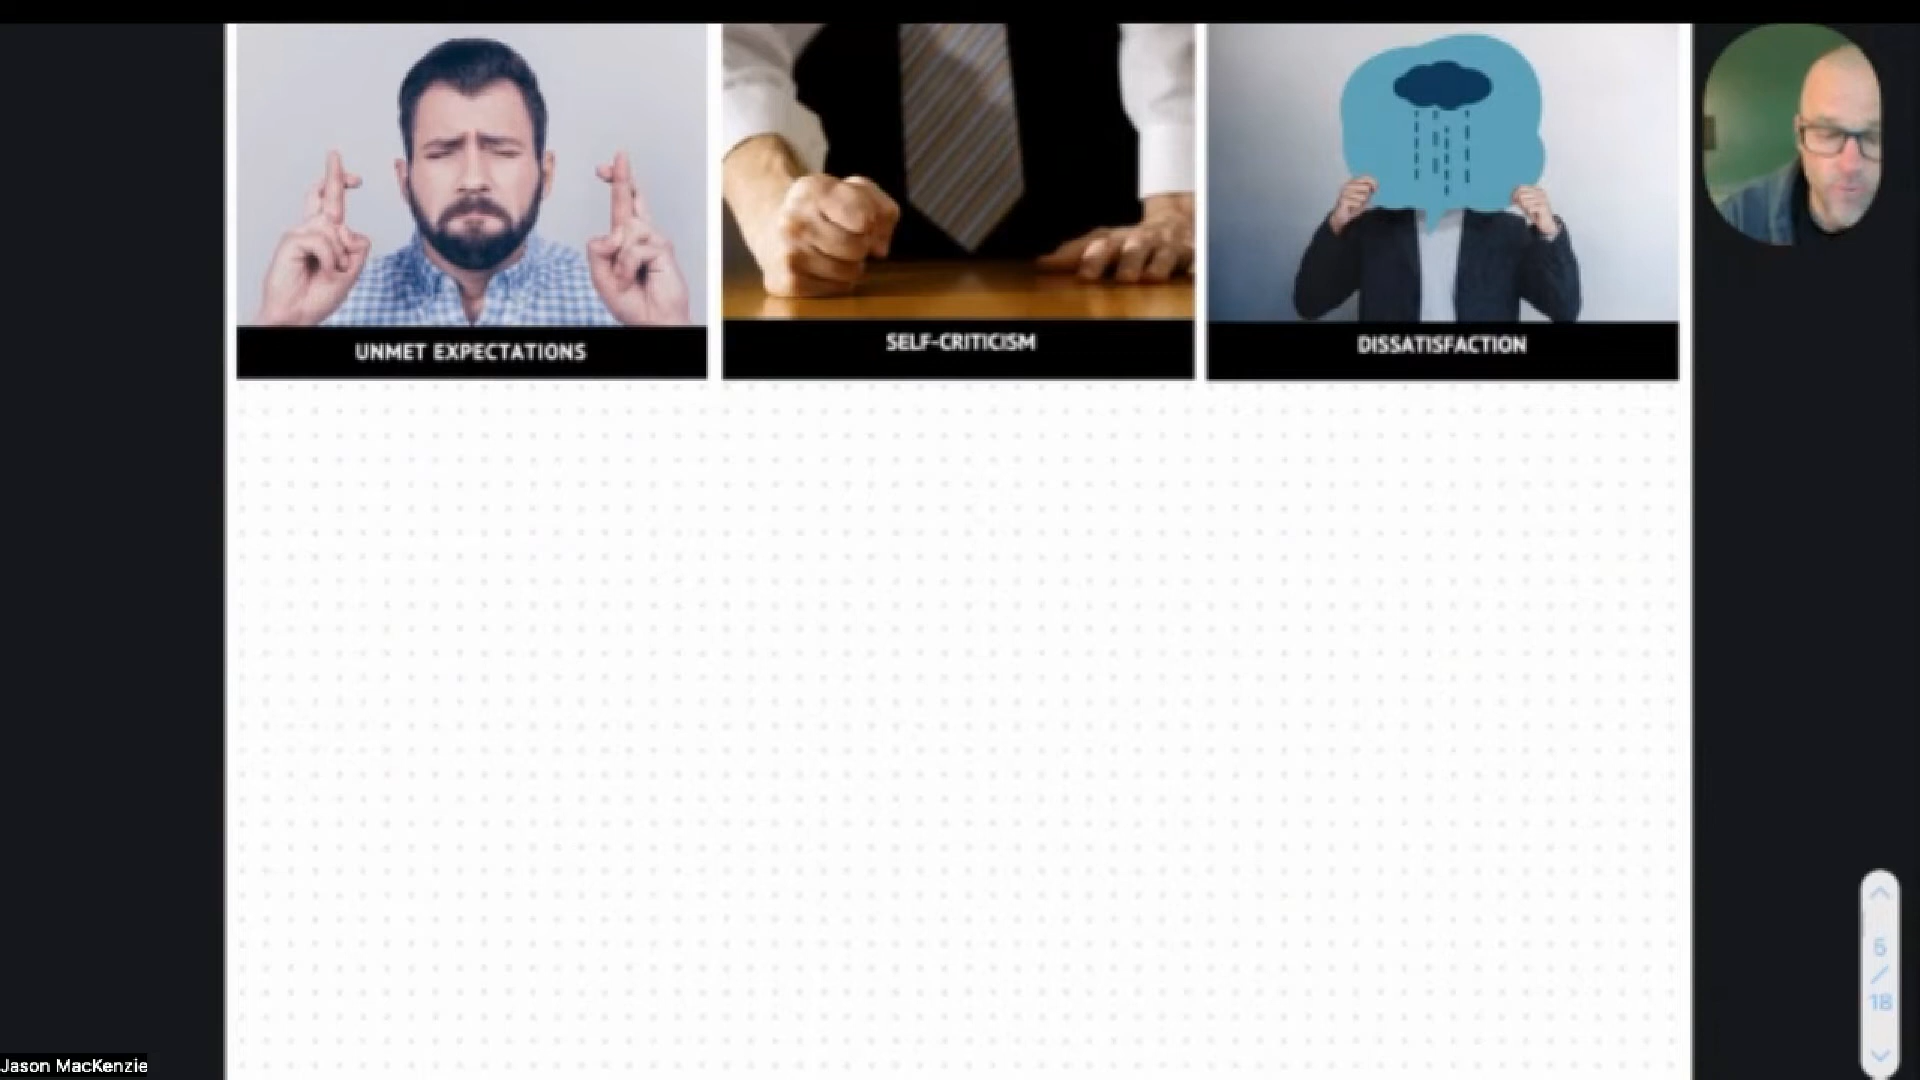 UNMET EXPECTATIONS
SELF-CRITICISM
DISSATISFACTION
5
/
18
Jason MacKenzie